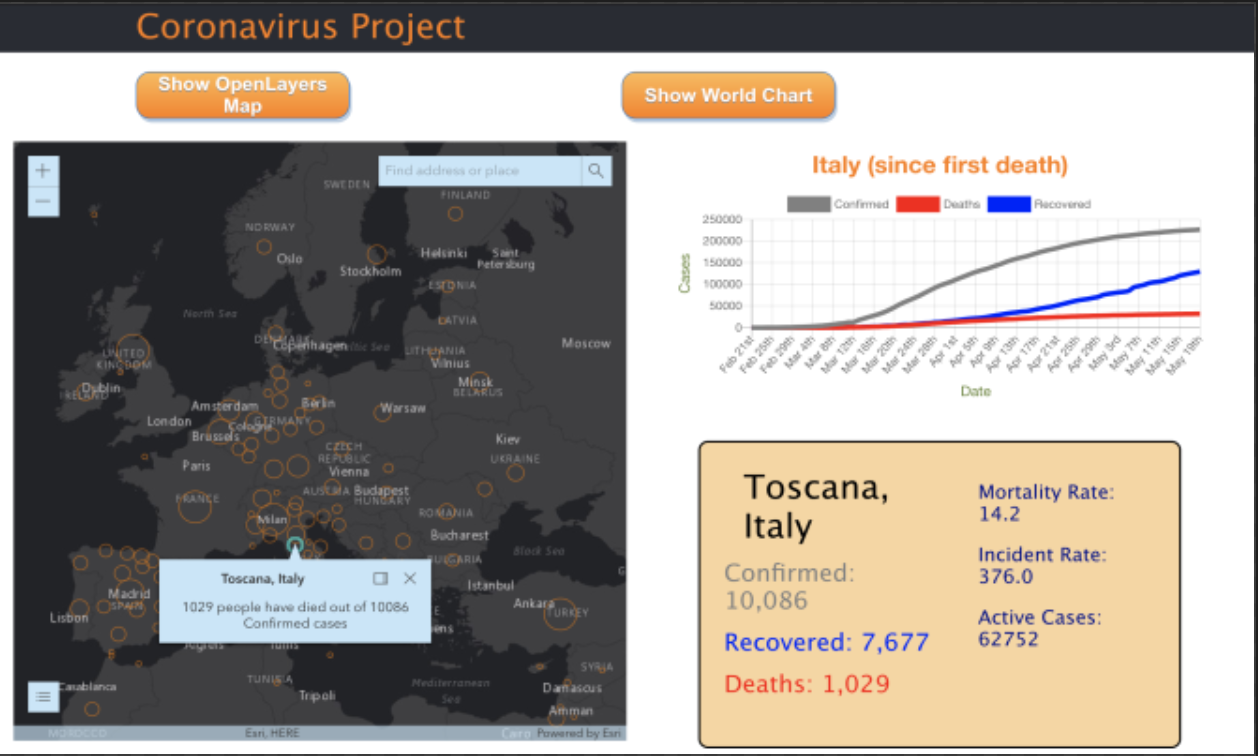 Coronavirus Project
Show OpenLayers
Map
Show World Chart
+
−
Find address or place
SWEDEN
FINLAND
NORWAY
Oslo
Helsinki
Saint
Petersburg
Stockholm
ESTONIA
North Sea
LATVIA
DENMARK
Copenhagen
Baltic Sea
LITHUANIA
Moscow
Vilnius
UNITED
KINGDOM
Minsk
BELARUS
Dublin
IRELAND
Amsterdam
Berlin
Warsaw
London
Cologne
GERMANY
Brussels
Kiev
CZECH
REPUBLIC
UKRAINE
Paris
Vienna
FRANCE
AUSTRIA
Budapest
HUNGARY
Milan
ROMANIA
Bucharest
Black Sea
BULGARIA
Istanbul
Madrid
SPAIN
Ankara
TURKEY
Lisbon
Toscana, Italy
1029 people have died out of 10086
Confirmed cases
Algiers
Tunis
SYRIA
TUNISIA
Casablanca
Tripoli
Mediterranean
Sea
Damascus
Amman
MOROCCO
Esri, HERE
Cairo
Powered by Esri
Italy (since first death)
Confirmed Deaths Recovered
250000
200000
150000
100000
50000
0
Cases
Feb 21st Feb 25th Feb 29th Mar 4th Mar 8th Mar 12th Mar 16th Mar 20th Mar 24th Mar 28th Apr 1st Apr 5th Apr 9th Apr 13th Apr 17th Apr 21st Apr 25th Apr 29th May 3rd May 7th May 11th May 15th May 19th
Date
Toscana,
Italy
Confirmed:
10,086
Recovered: 7,677
Deaths: 1,029
Mortality Rate:
14.2
Incident Rate:
376.0
Active Cases:
62752